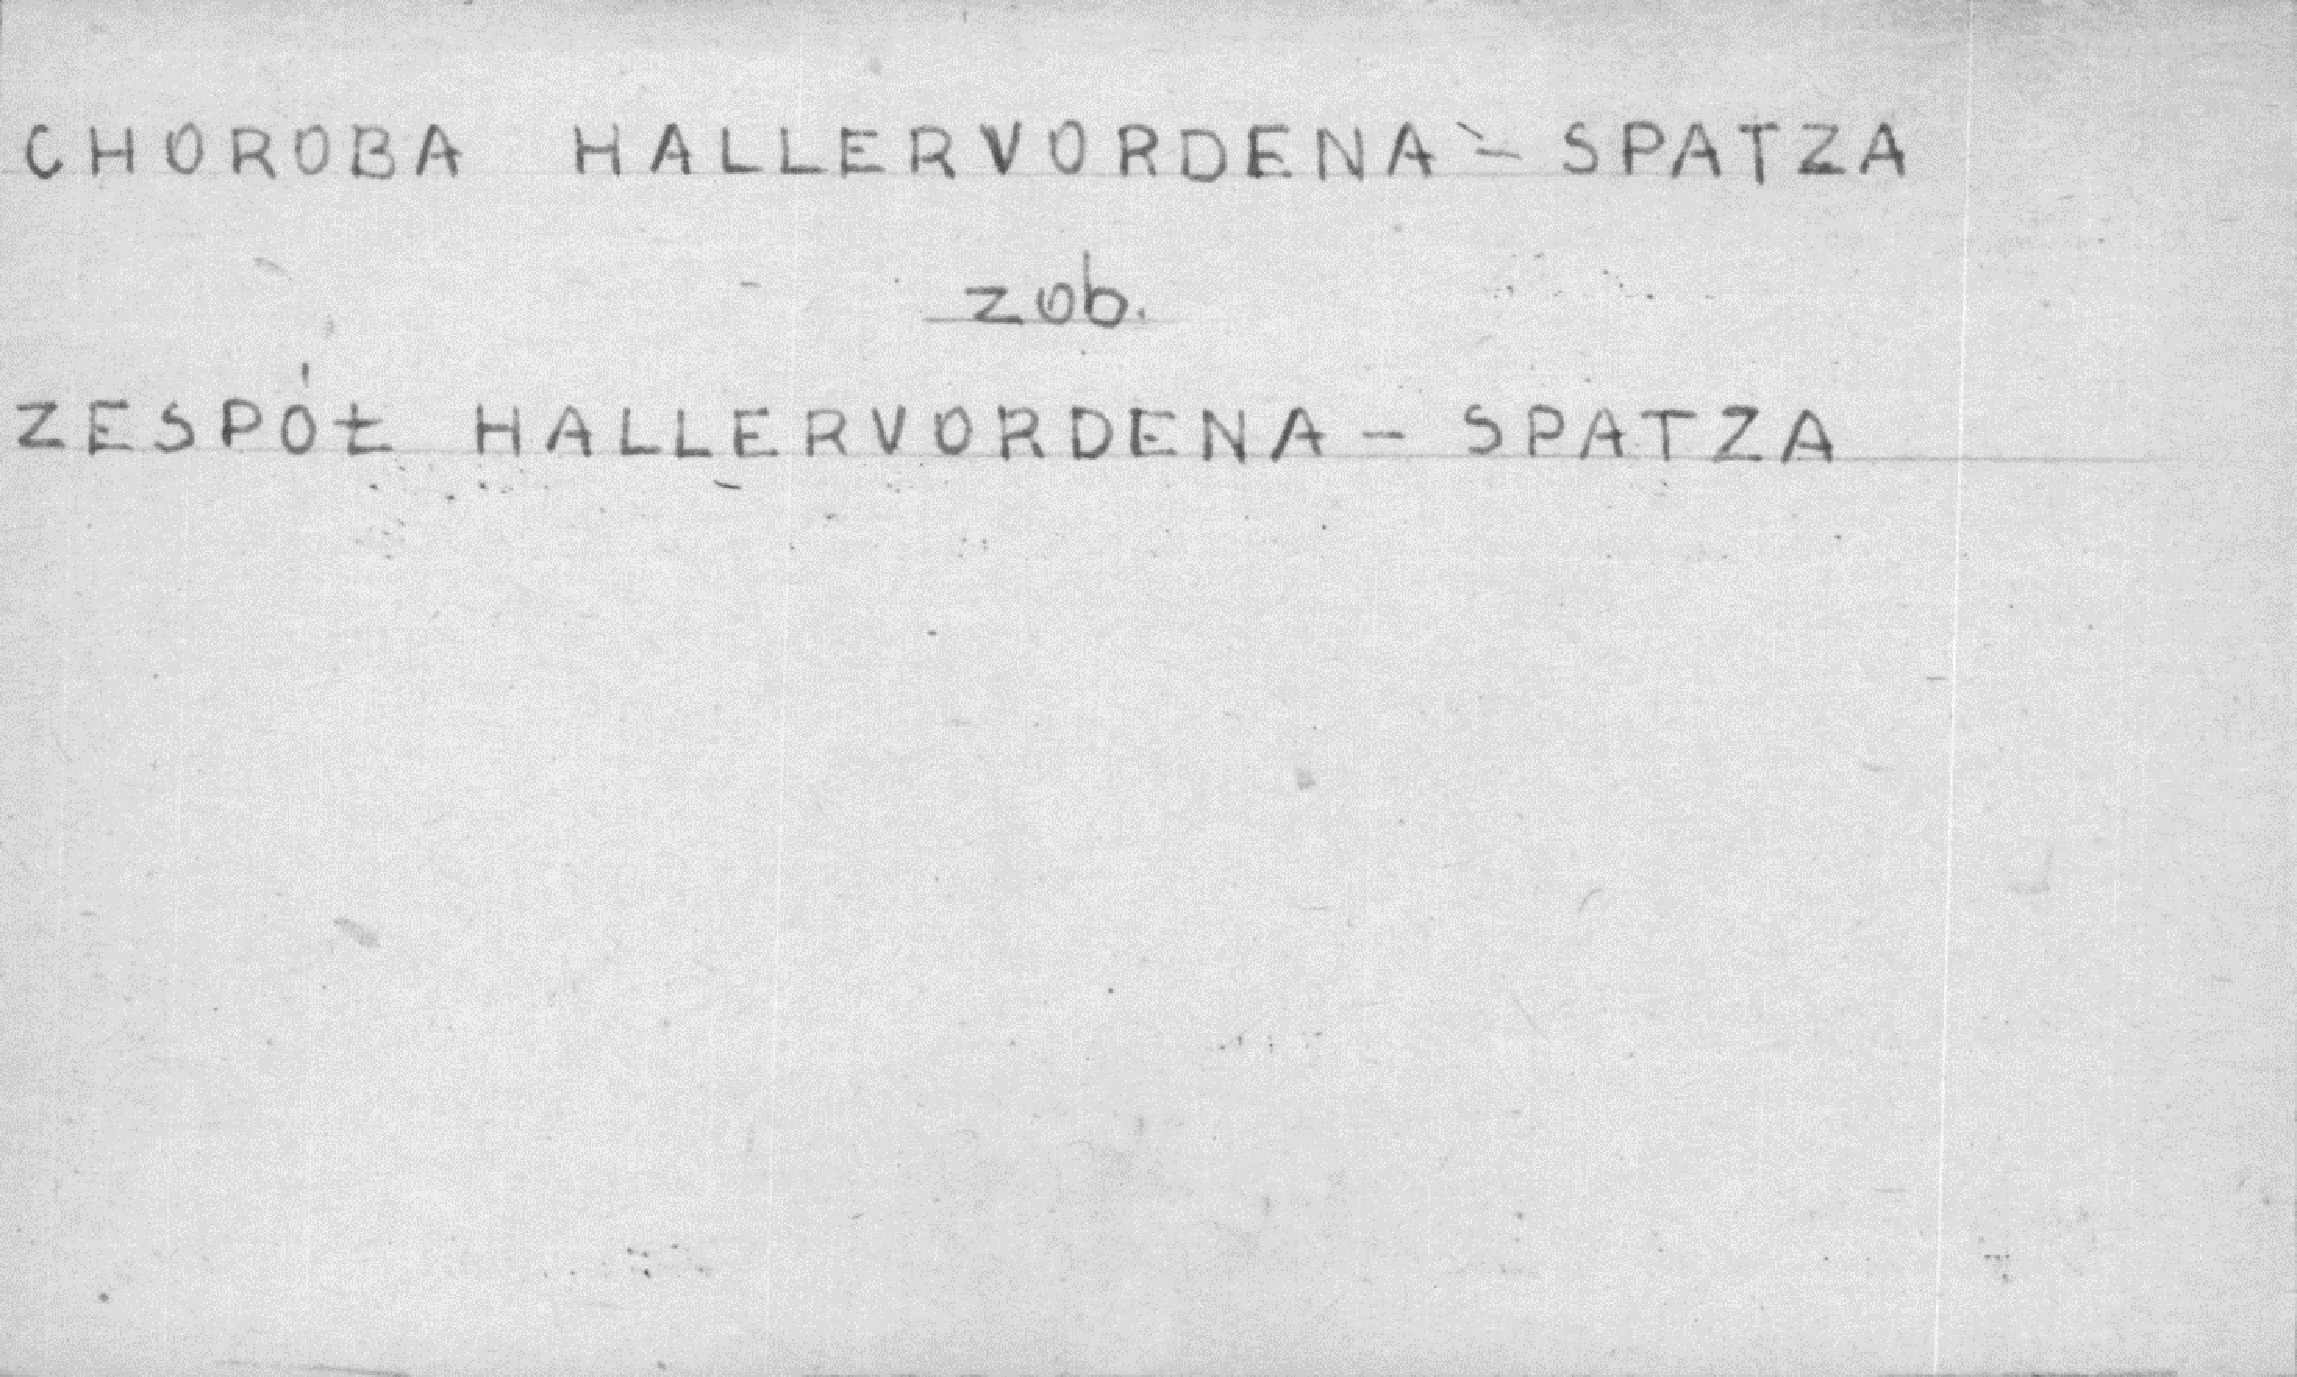 CHOROBA HALLERVORDENA - SPATZA
zob.
ZESPÓŁ HALLERVORDENA - SPATZA